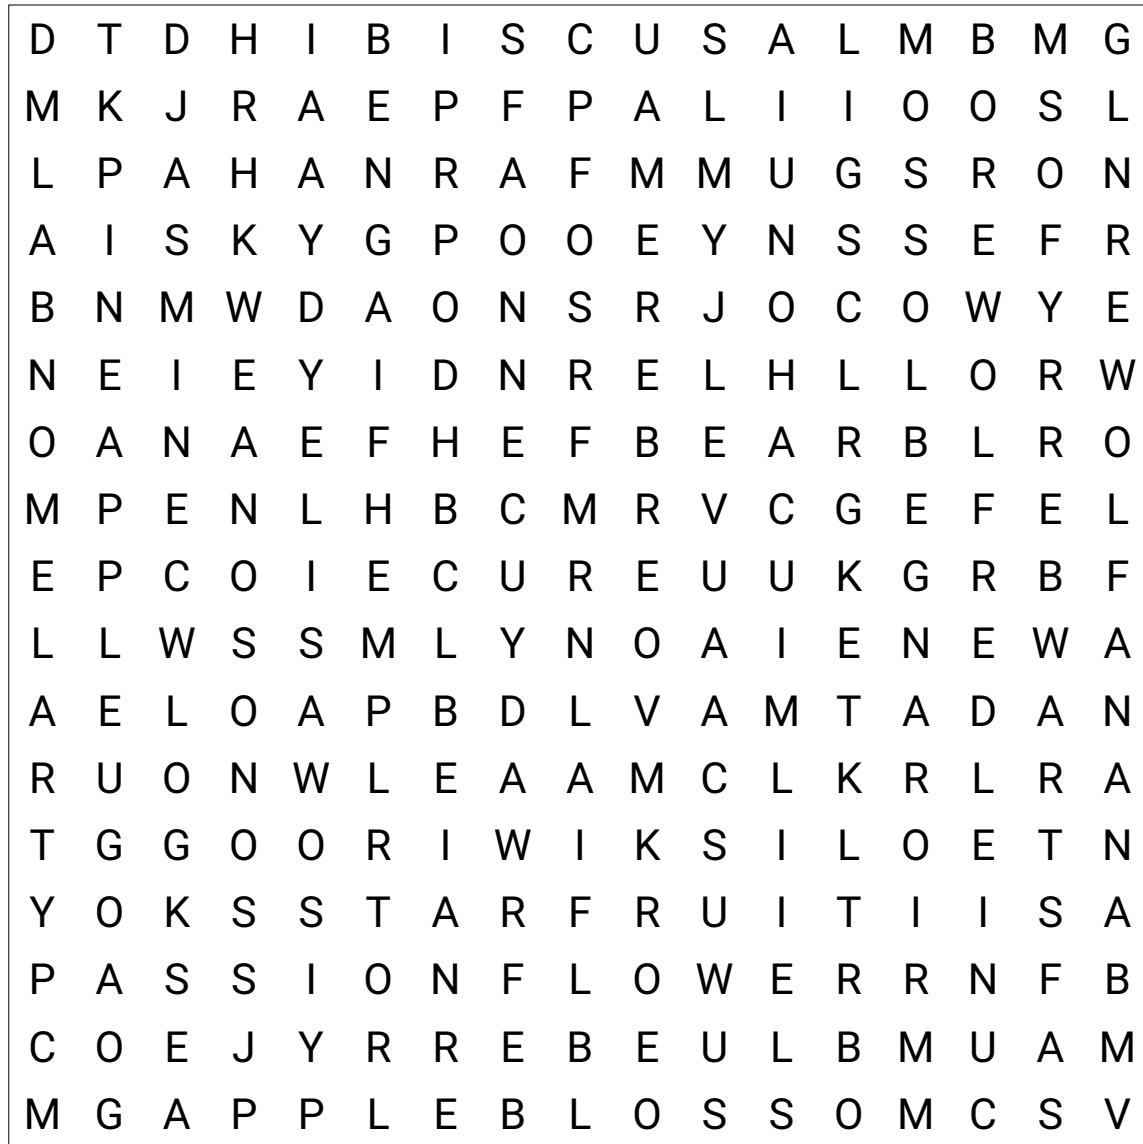 D T D H I B I S C U S A L M B M G
M K J R A E P F P A L I I O O S L
L P A H A N R A F M M U G S R O N
A I S K Y G P O O E Y N S S E F R
B N M W D A O N S R J O C O W Y E
N E I E Y I D N R E L H L L O R W
O A N A E F H E F B E A R B L R O
M P E N L H B C M R V C G E F E L
E P C O I E C U R E U U K G R B F
L L W S S M L Y N O A I E N E W A
A E L O A P B D L V A M T A D A N
R U O N W L E A A M C L K R L R A
T G G O O R I W I K S I L O E T N
Y O K S S T A R F R U I T I I S A
P A S S I O N F L O W E R R N F B
C O E J Y R R E B E U L B M U A M
M G A P P L E B L O S S O M C S V